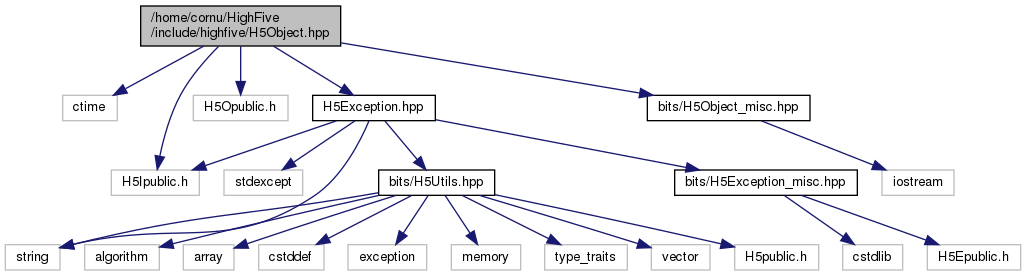 /home/cornu/HighFive
/include/highfive/H5Object.hpp
ctime
H5Opublic.h
H5Exception.hpp
bits/H5Object_misc.hpp
H5Ipublic.h
stdexcept
bits/H5Utils.hpp
bits/H5Exception_misc.hpp
iostream
string
algorithm
array
cstddef
exception
memory
type_traits
vector
H5public.h
cstdlib
H5Epublic.h